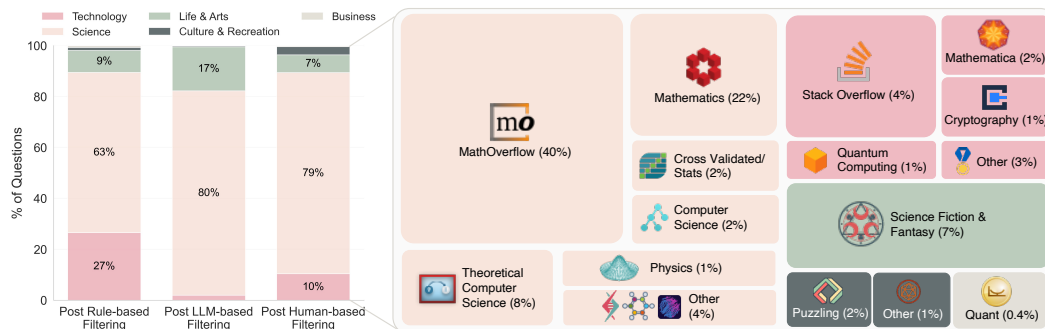 Technology
Life & Arts
Business
Science
Culture & Recreation
% of Questions
100
80
60
40
20
0
9%
63%
27%
17%
80%
7%
79%
10%
Post Rule-based
Filtering
Post LLM-based
Filtering
Post Human-based
Filtering
mo
MathOverflow (40%)
Mathematics (22%)
Cross Validated/
Stats (2%)
Computer
Science (2%)
Theoretical
Computer
Science (8%)
Physics (1%)
Other
(4%)
Stack Overflow (4%)
Mathematica (2%)
Cryptography (1%)
Quantum
Computing (1%)
Other (3%)
Science Fiction &
Fantasy (7%)
Puzzling (2%)
Other (1%)
Quant (0.4%)